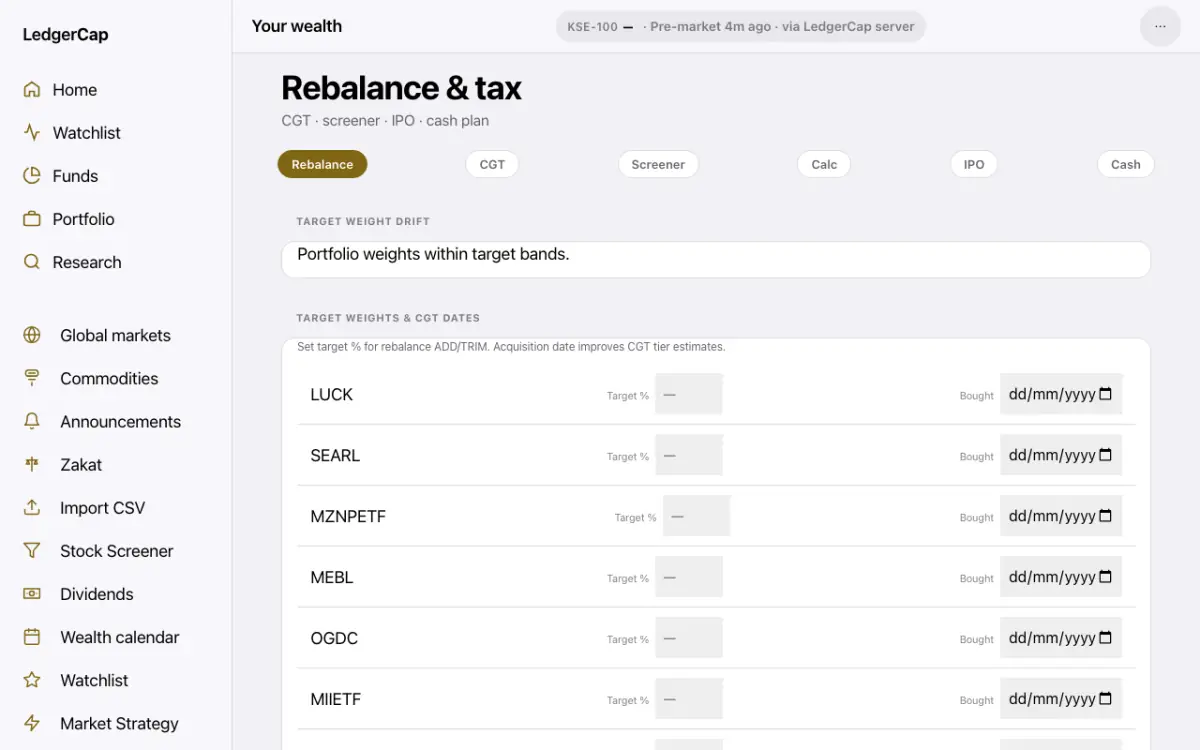 LedgerCap
Home
Watchlist
Funds
Portfolio
Research
Global markets
Commodities
Announcements
Zakat
Import CSV
Stock Screener
Dividends
Wealth calendar
Watchlist
Market Strategy
Your wealth
KSE-100 — · Pre-market 4m ago · via LedgerCap server
...
Rebalance & tax
CGT · screener · IPO · cash plan
Rebalance CGT Screener Calc IPO Cash
TARGET WEIGHT DRIFT
Portfolio weights within target bands.
TARGET WEIGHTS & CGT DATES
Set target % for rebalance ADD/TRIM. Acquisition date improves CGT tier estimates.
LUCK Target % — Bought dd/mm/yyyy
SEARL Target % — Bought dd/mm/yyyy
MZNPETF Target % — Bought dd/mm/yyyy
MEBL Target % — Bought dd/mm/yyyy
OGDC Target % — Bought dd/mm/yyyy
MIIETF Target % — Bought dd/mm/yyyy